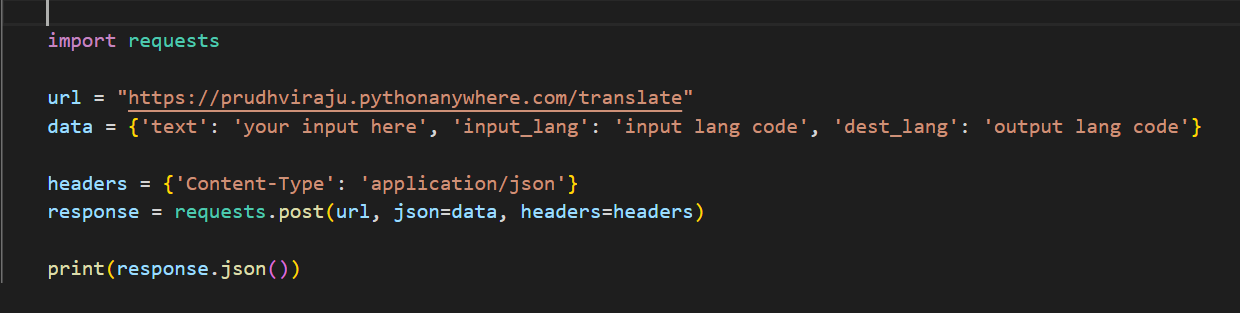 import requests
url = "https://prudhviraju.pythonanywhere.com/translate"
data = {'text': 'your input here', 'input_lang': 'input lang code', 'dest_lang': 'output lang code'}
headers = {'Content-Type': 'application/json'}
response = requests.post(url, json=data, headers=headers)
print(response.json())